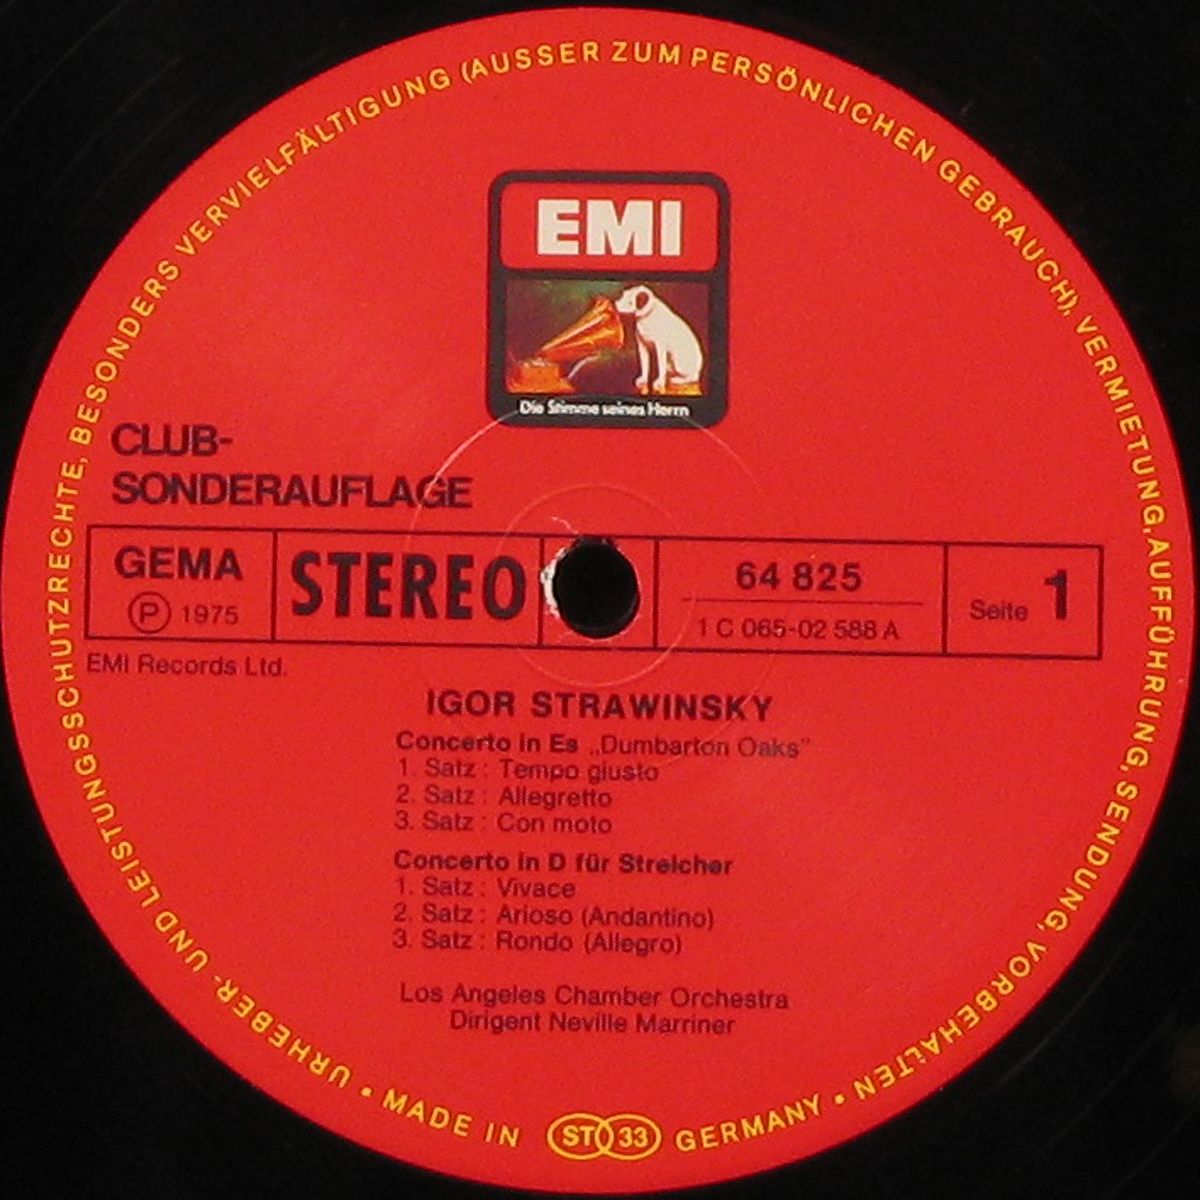 EMI
Die Stimme seines Herrn
CLUB-
SONDERAUFLAGE
GEMA
Ⓟ 1975
STEREO
64 825
1 C 065-02 588 A
Seite 1
EMI Records Ltd.
IGOR STRAWINSKY
Concerto in Es „Dumbarton Oaks”
1. Satz : Tempo giusto
2. Satz : Allegretto
3. Satz : Con moto
Concerto in D für Streicher
1. Satz : Vivace
2. Satz : Arioso (Andantino)
3. Satz : Rondo (Allegro)
Los Angeles Chamber Orchestra
Dirigent Neville Marriner
URHEBER- UND LEISTUNGSSCHUTZRECHTE, BESONDERS VERVIELFÄLTIGUNG (AUSSER ZUM PERSÖNLICHEN GEBRAUCH), VERMIETUNG, AUFFÜHRUNG, SENDUNG, VORBEHALTEN •
MADE IN ST 33 GERMANY •